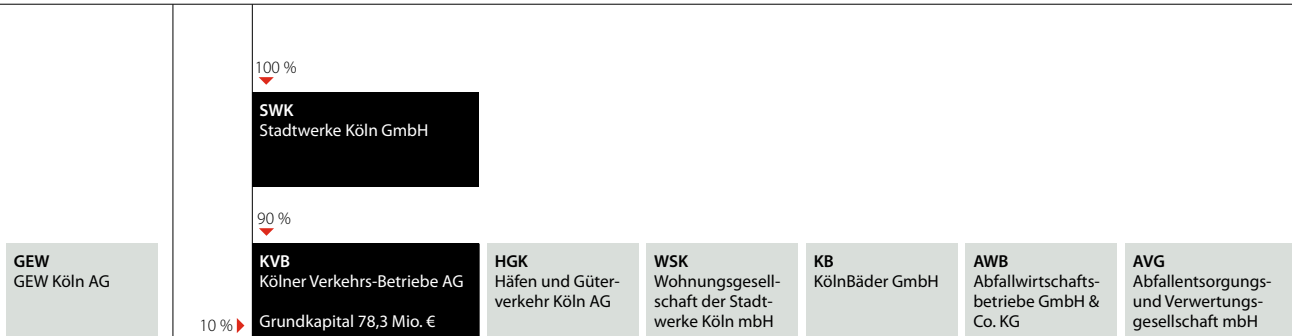 100 %
SWK
Stadtwerke Köln GmbH
90 %
GEW
GEW Köln AG
10 %
KVB
Kölner Verkehrs-Betriebe AG
Grundkapital 78,3 Mio. €
HGK
Häfen und Güter-
verkehr Köln AG
WSK
Wohnungsgesell-
schaft der Stadt-
werke Köln mbH
KB
KölnBäder GmbH
AWB
Abfallwirtschafts-
betriebe GmbH &
Co. KG
AVG
Abfallentsorgungs-
und Verwertungs-
gesellschaft mbH